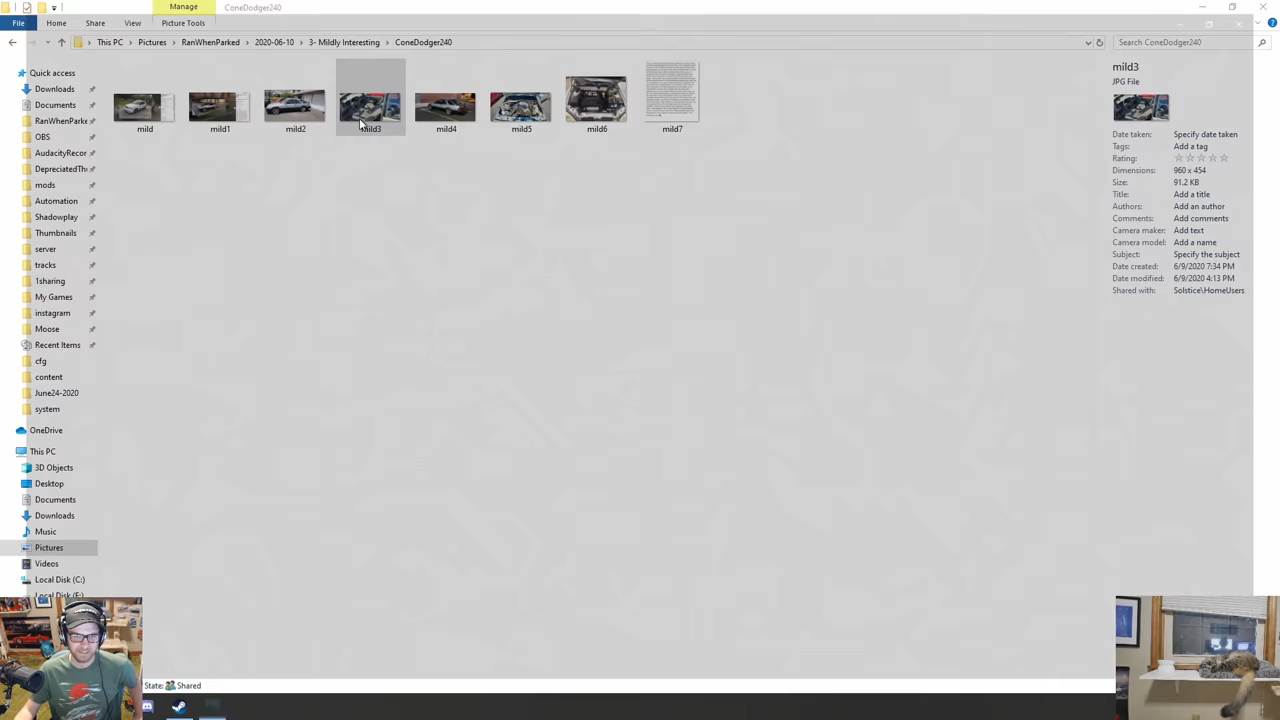 Manage
ConeDodger240
File
Home
Share
View
Picture Tools
This PC
Pictures
RanWhenParked
2020-06-10
3- Mildly Interesting
ConeDodger240
Search ConeDodger240
Quick access
Downloads
Documents
RanWhenParke
OBS
AudacityRecor
DepreciatedThu
mods
Automation
Shadowplay
Thumbnails
server
tracks
1sharing
My Games
instagram
Moose
Recent Items
cfg
content
June24-2020
system
OneDrive
This PC
3D Objects
Desktop
Documents
Downloads
Music
Pictures
Videos
Local Disk (C:)
Local Disk (E:)
mild
mild1
mild2
mild3
mild4
mild5
mild6
mild7
mild3
JPG File
Date taken: Specify date taken
Tags: Add a tag
Rating:
Dimensions: 960 x 454
Size: 91.2 KB
Title: Add a title
Authors: Add an author
Comments: Add comments
Camera maker: Add text
Camera model: Add a name
Subject: Specify the subject
Date created: 6/9/2020 7:34 PM
Date modified: 6/9/2020 4:13 PM
Shared with: Solstice\HomeUsers
State: Shared